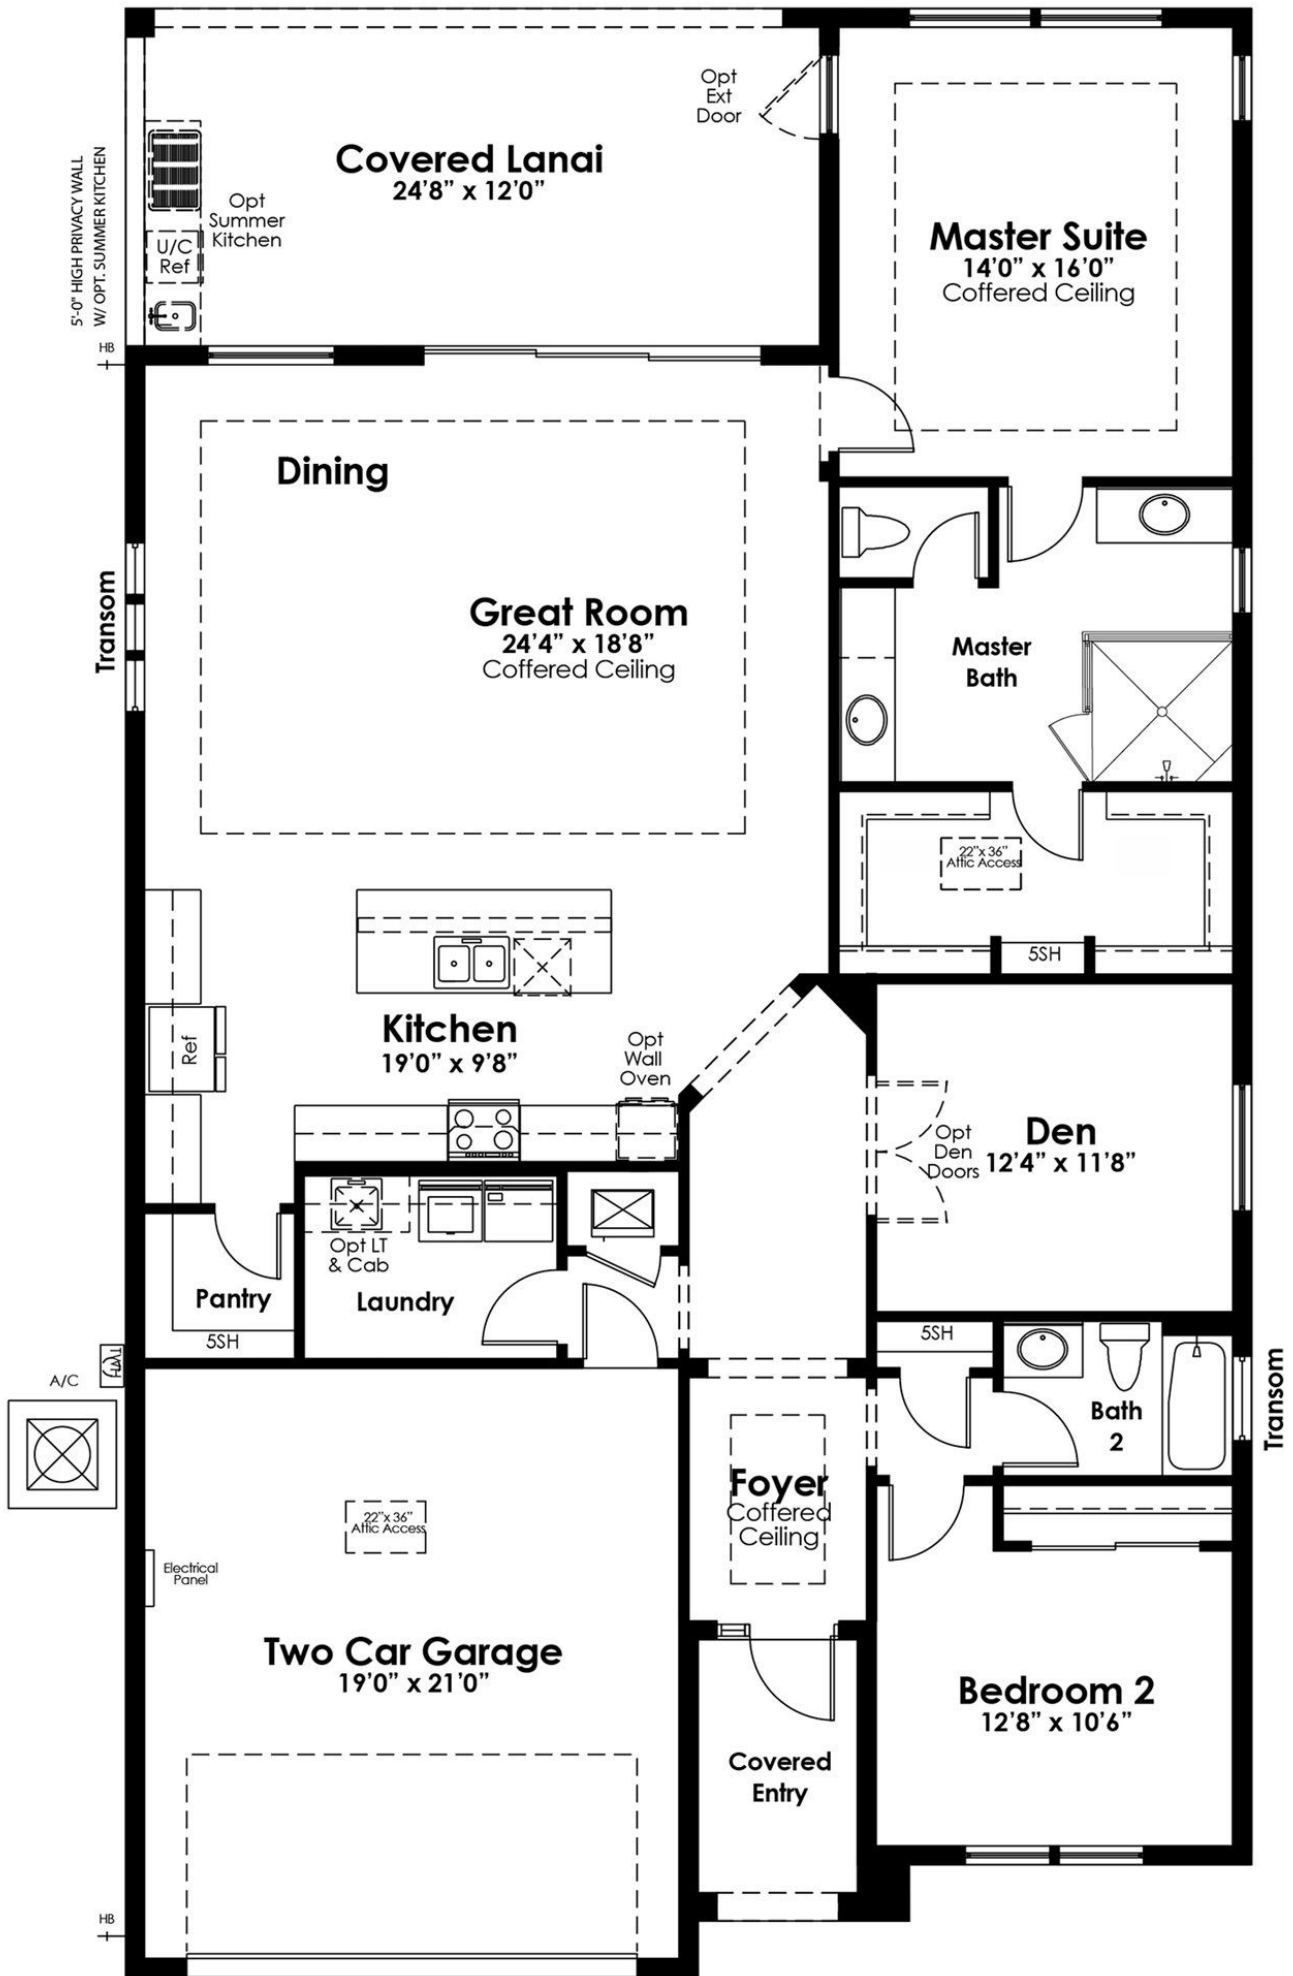 Opt
Ext
Door
Covered Lanai
24'8” x 12'0”
5'-0" HIGH PRIVACY WALL
W/ OPT. SUMMER KITCHEN
Opt
Summer
Kitchen
U/C
Ref
Master Suite
14'0” x 16'0”
Coffered Ceiling
HB
Dining
Transom
Great Room
24'4” x 18'8”
Coffered Ceiling
Master
Bath
22"x 36"
Attic Access
5SH
Ref
Kitchen
19'0” x 9'8”
Opt
Wall
Oven
Opt
Den
Doors
Den
12'4” x 11'8”
Opt LT
& Cab
Pantry
5SH
Laundry
5SH
A/C
Bath
2
Transom
Foyer
Coffered
Ceiling
22"x 36"
Attic Access
Electrical
Panel
Two Car Garage
19'0” x 21'0”
Bedroom 2
12'8” x 10'6”
Covered
Entry
HB